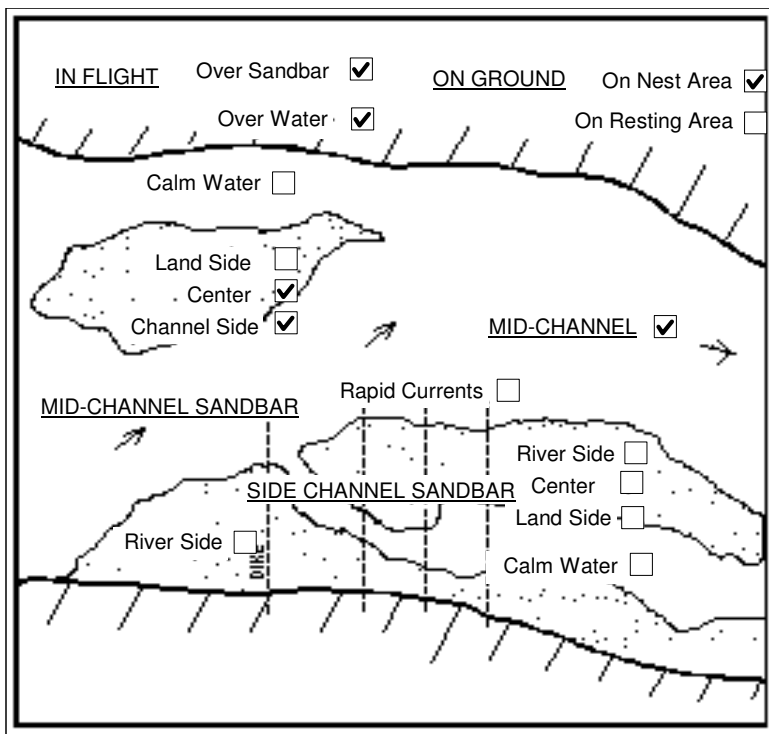 IN FLIGHT
Over Sandbar
ON GROUND
On Nest Area
Over Water
On Resting Area
Calm Water
Land Side
Center
Channel Side
MID-CHANNEL
Rapid Currents
MID-CHANNEL SANDBAR
River Side
Center
SIDE CHANNEL SANDBAR
Land Side
River Side
DIKE
Calm Water